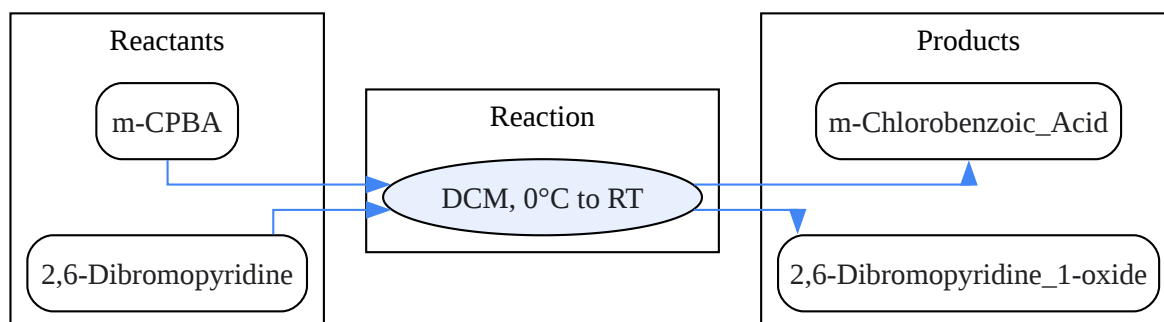 Reactants
m-CPBA
2,6-Dibromopyridine
Reaction
DCM, 0°C to RT
Products
m-Chlorobenzoic_Acid
2,6-Dibromopyridine_1-oxide